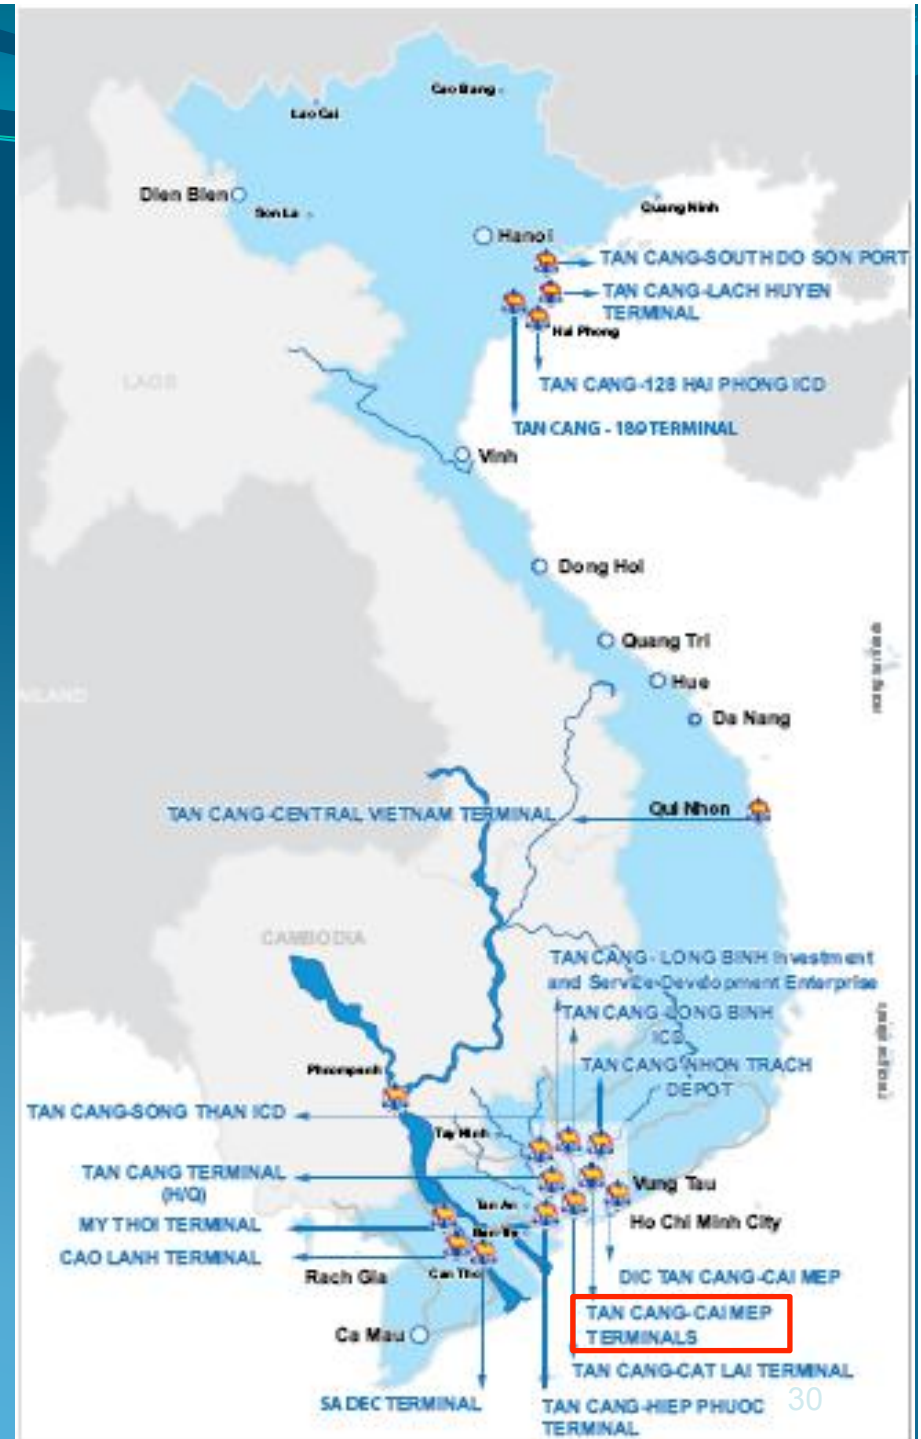 Cao Bang
Lao Cai
Dien Bien
Son La
Quang Ninh
Hanoi
TAN CANG-SOUTH DO SON PORT
TAN CANG-LACH HUYEN
TERMINAL
Hai Phong
LAOS
TAN CANG-128 HAI PHONG ICD
TAN CANG - 189 TERMINAL
Vinh
Dong Hoi
Quang Tri
Hue
Da Nang
TAN CANG-CENTRAL VIETNAM TERMINAL
Qui Nhon
CAMBODIA
TAN CANG - LONG BINH Investment
and Service Development Enterprise
TAN CANG-LONG BINH
ICD
TAN CANG NHON TRACH
DEPOT
Phnompenh
TAN CANG-SONG THAN ICD
Tay Ninh
TAN CANG TERMINAL
(H/Q)
Vung Tau
Tan An
MY THOI TERMINAL
Ho Chi Minh City
CAO LANH TERMINAL
Rach Gia
Can Tho
DIC TAN CANG-CAI MEP
TAN CANG-CAI MEP
TERMINALS
Ca Mau
TAN CANG-CAT LAI TERMINAL
SA DEC TERMINAL
TAN CANG-HIEP PHUOC
TERMINAL
30